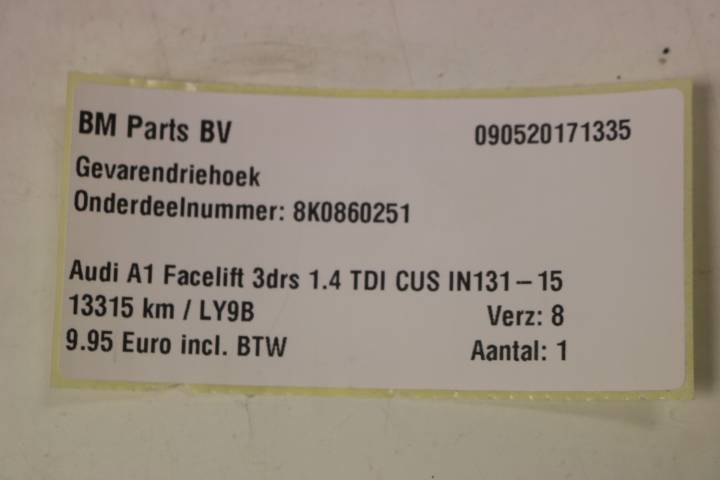 BM Parts BV 090520171335
Gevarendriehoek
Onderdeelnummer: 8K0860251
Audi A1 Facelift 3drs 1.4 TDI CUS IN131 – 15
13315 km / LY9B Verz: 8
9.95 Euro incl. BTW Aantal: 1